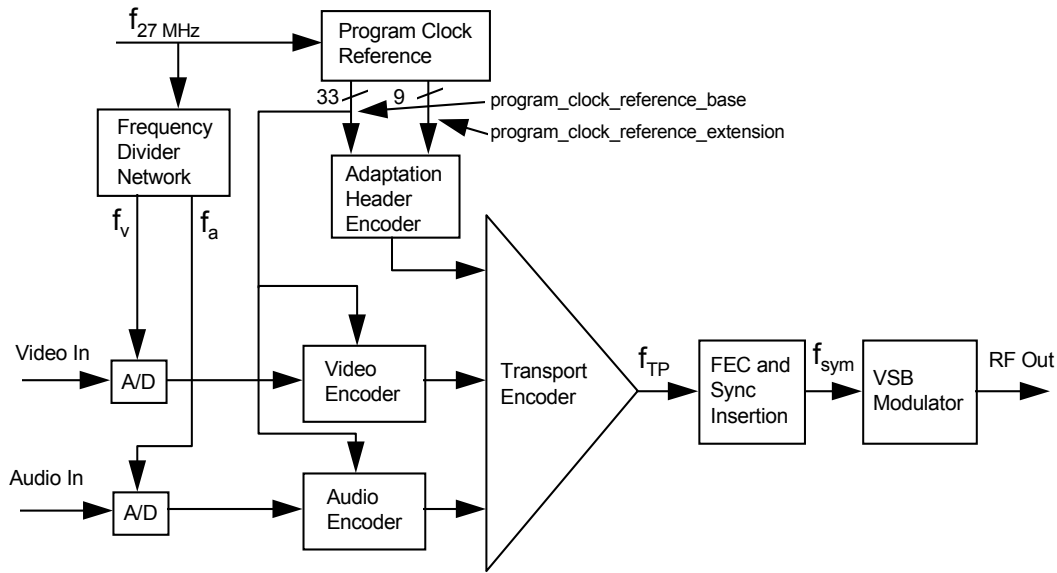 f27 MHz
Program Clock
Reference
33
9
program_clock_reference_base
program_clock_reference_extension
Frequency
Divider
Network
Adaptation
Header
Encoder
fv
fa
Video In
A/D
Video
Encoder
Transport
Encoder
fTP
FEC and
Sync
Insertion
fsym
VSB
Modulator
RF Out
Audio In
A/D
Audio
Encoder